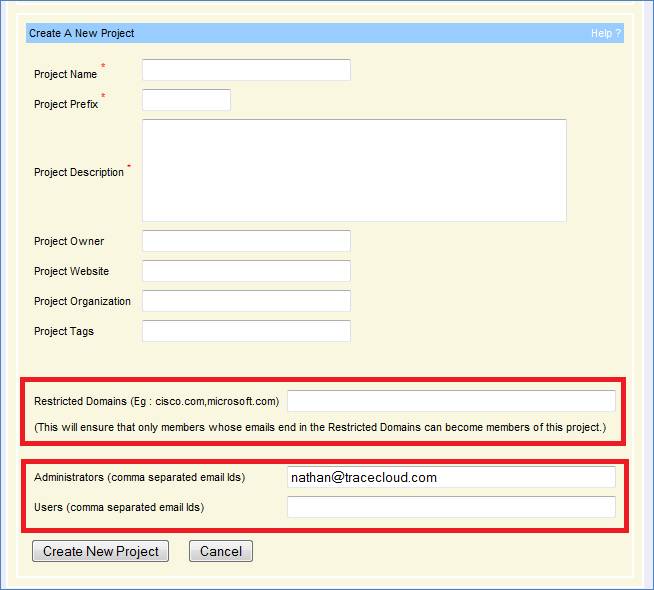 Create A New Project Help ?
Project Name *
Project Prefix *
Project Description *
Project Owner
Project Website
Project Organization
Project Tags
Restricted Domains (Eg : cisco.com,microsoft.com)
(This will ensure that only members whose emails end in the Restricted Domains can become members of this project.)
Administrators (comma separated email Ids) nathan@tracecloud.com
Users (comma separated email Ids)
Create New Project Cancel